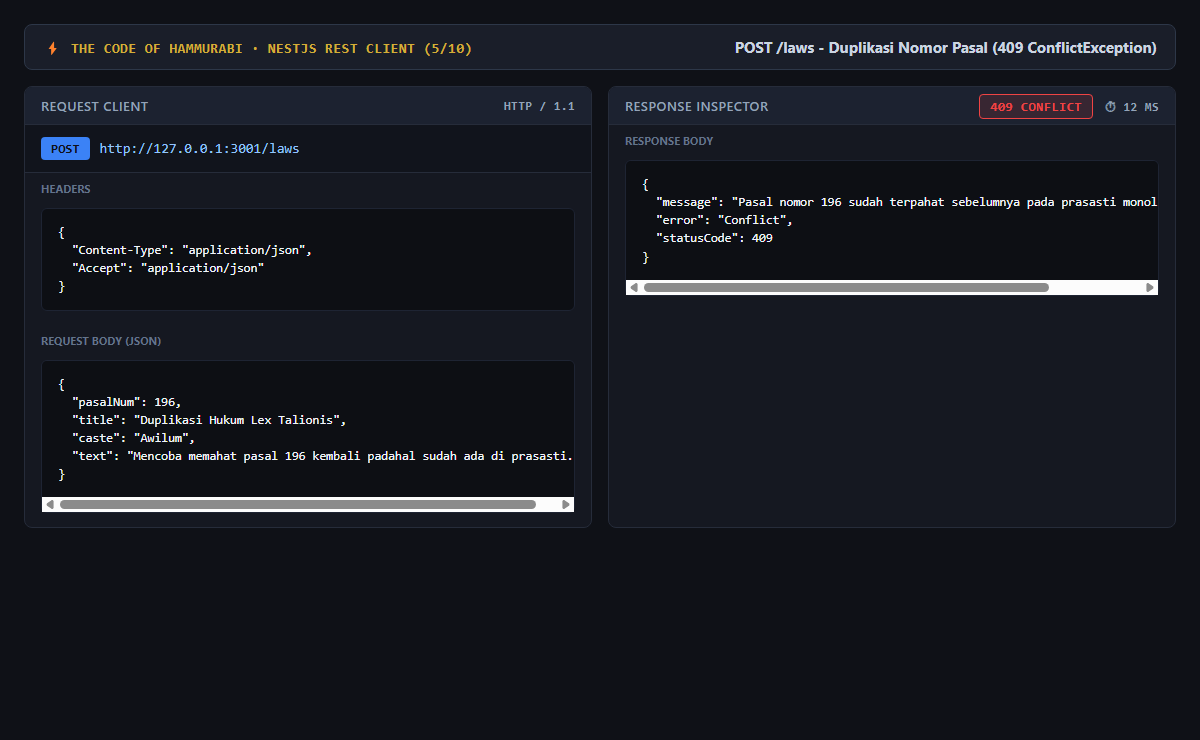 ⚡ THE CODE OF HAMMURABI · NESTJS REST CLIENT (5/10)
POST /laws - Duplikasi Nomor Pasal (409 ConflictException)
REQUEST CLIENT
HTTP / 1.1
POST http://127.0.0.1:3001/laws
HEADERS
{
"Content-Type": "application/json",
"Accept": "application/json"
}
REQUEST BODY (JSON)
{
"pasalNum": 196,
"title": "Duplikasi Hukum Lex Talionis",
"caste": "Awilum",
"text": "Mencoba memahat pasal 196 kembali padahal sudah ada di prasasti.
}
RESPONSE INSPECTOR
409 CONFLICT
⏱ 12 MS
RESPONSE BODY
{
"message": "Pasal nomor 196 sudah terpahat sebelumnya pada prasasti monol
"error": "Conflict",
"statusCode": 409
}